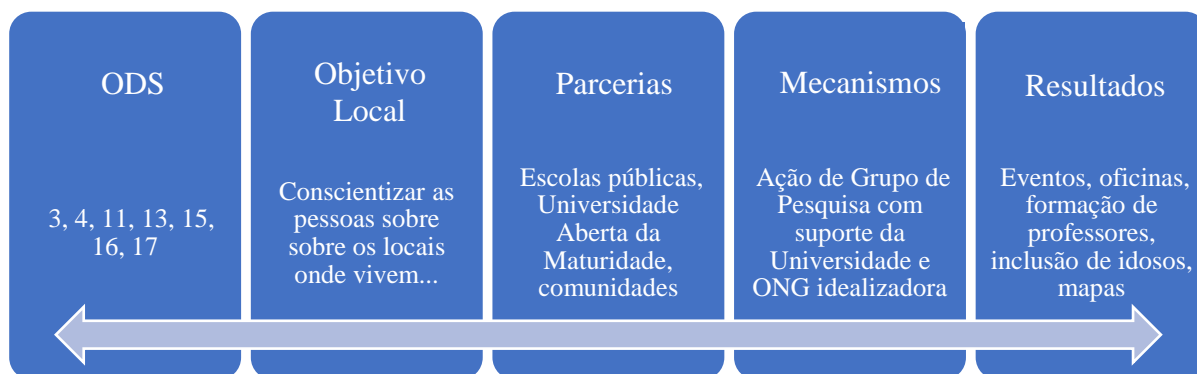 ODS
3, 4, 11, 13, 15,
16, 17
Objetivo
Local
Conscientizar as
pessoas sobre
sobre os locais
onde vivem...
Parcerias
Escolas públicas,
Universidade
Aberta da
Maturidade,
comunidades
Mecanismos
Ação de Grupo de
Pesquisa com
suporte da
Universidade e
ONG idealizadora
Resultados
Eventos, oficinas,
formação de
professores,
inclusão de idosos,
mapas